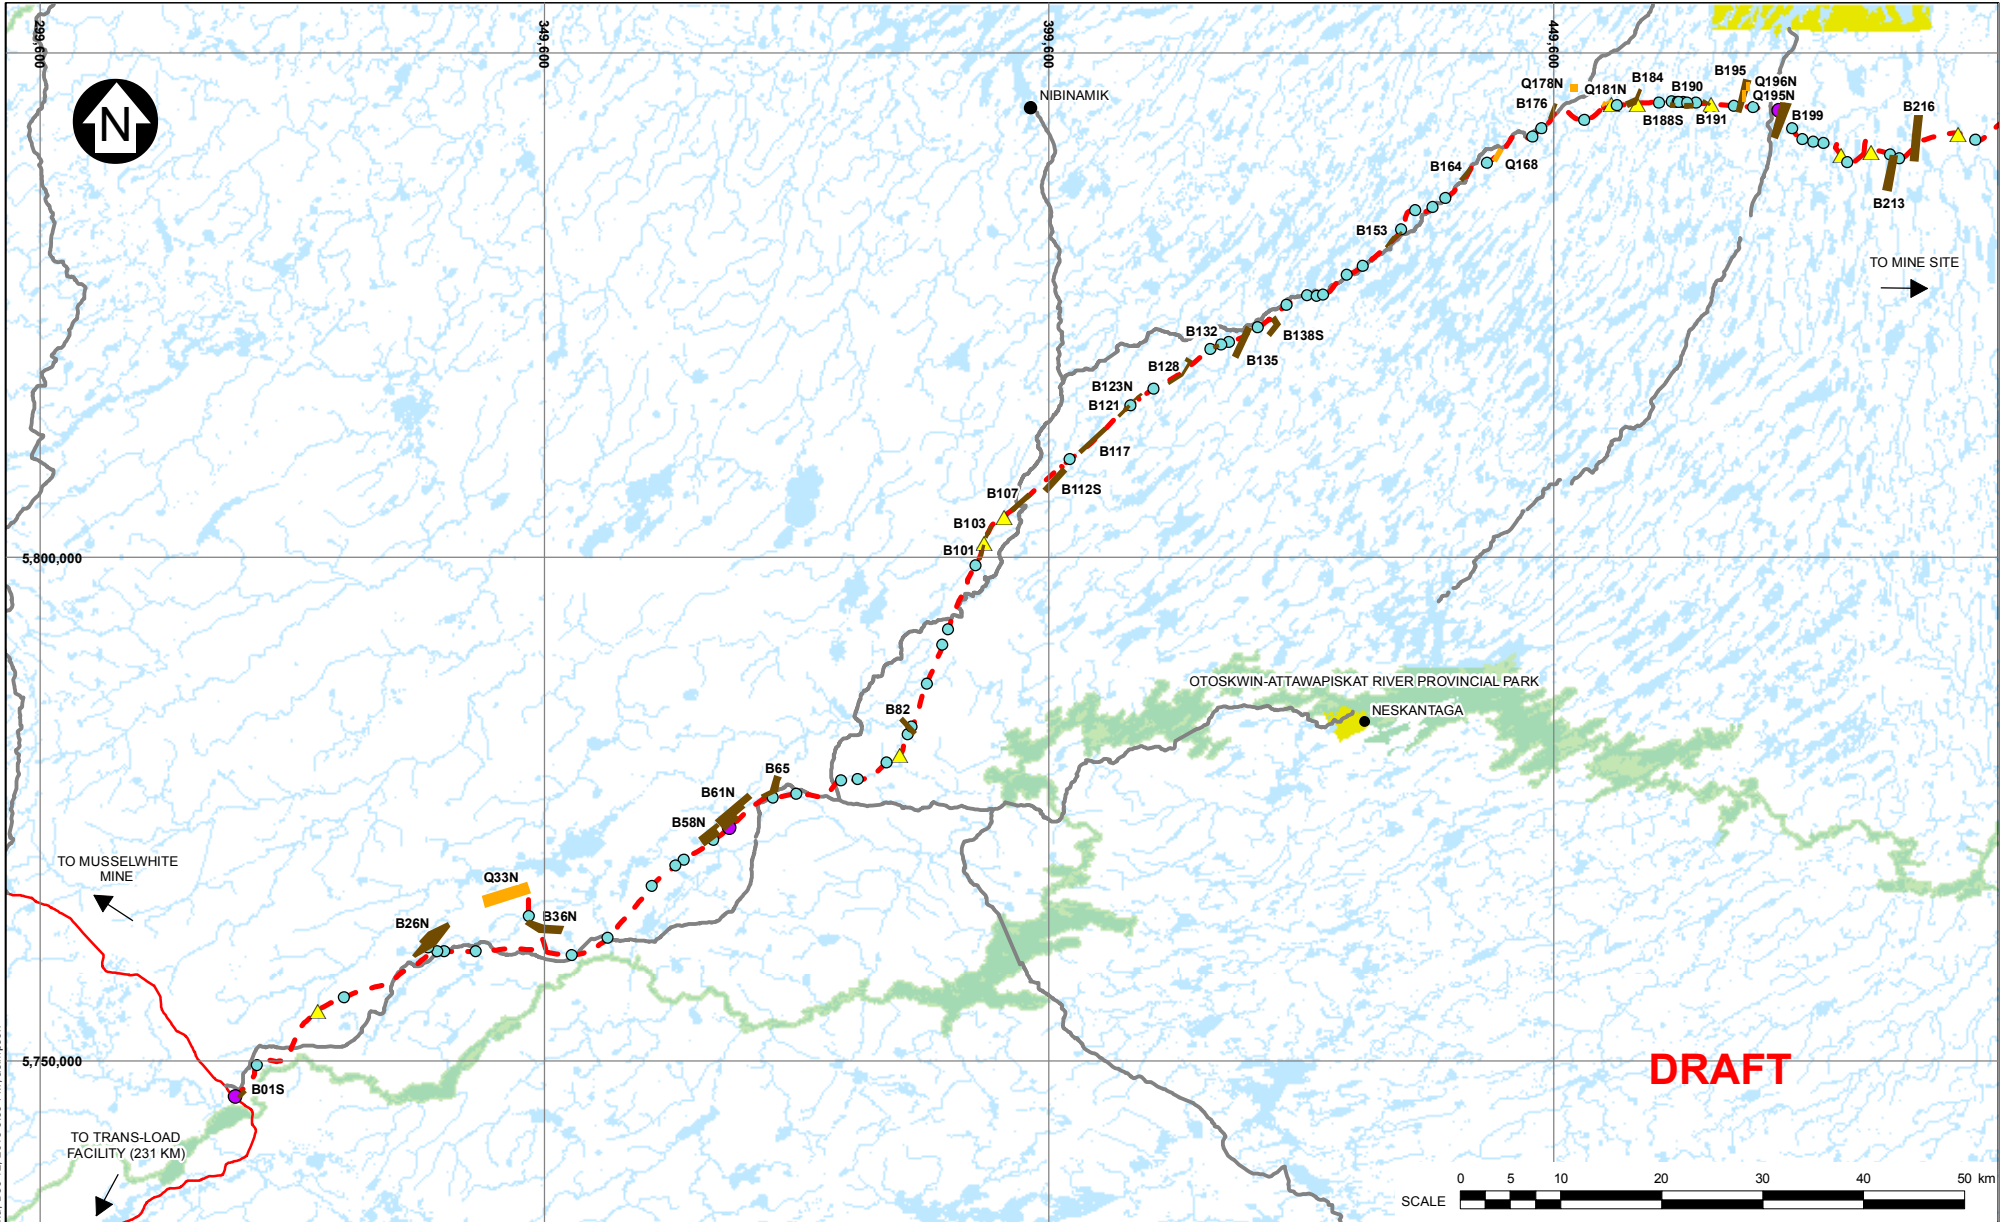 299,600
349,600
399,600
449,600
N
NIBINAMIK
Q178N
Q181N
B184
B190
B195
Q196N
Q195N
B176
B188S
B191
B199
B216
Q168
B164
B213
B153
TO MINE SITE
B132
B138S
B135
B128
B123N
B121
B117
B112S
B107
B103
B101
5,800,000
OTOSKWIN-ATTAWAPISKAT RIVER PROVINCIAL PARK
NESKANTAGA
B82
B65
B61N
B58N
TO MUSSELWHITE
MINE
Q33N
B36N
B26N
5,750,000
DRAFT
B01S
TO TRANS-LOAD
FACILITY (231 KM)
SCALE
0 5 10 20 30 40 50 km